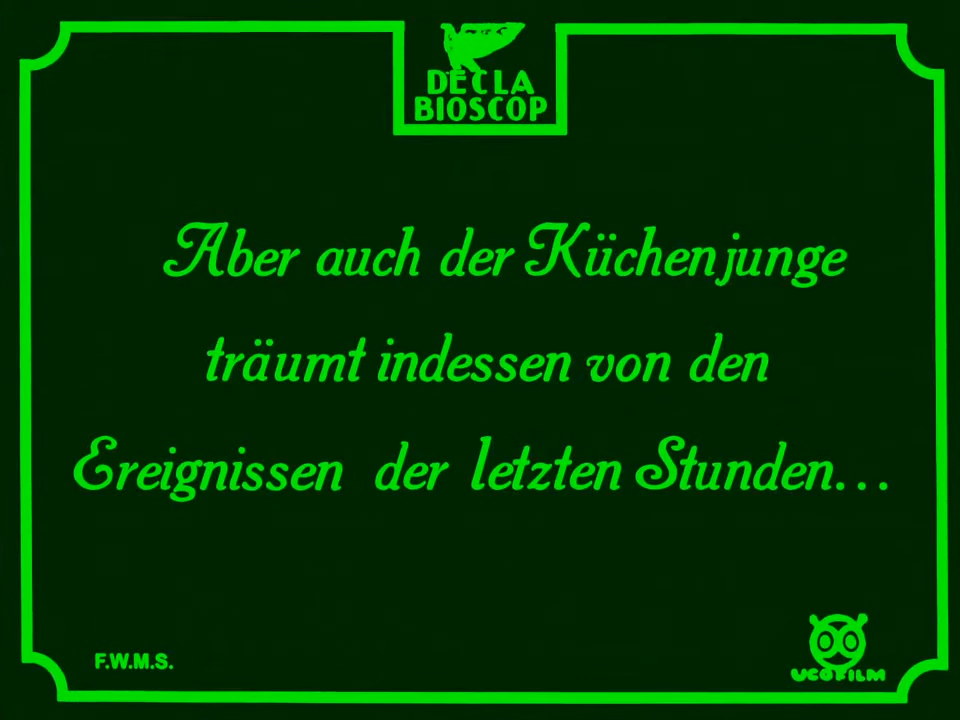 DECLA
BIOSCOP
Aber auch der Küchenjunge
träumt indessen von den
Ereignissen der letzten Stunden...
F.W.M.S.
UCOFILM